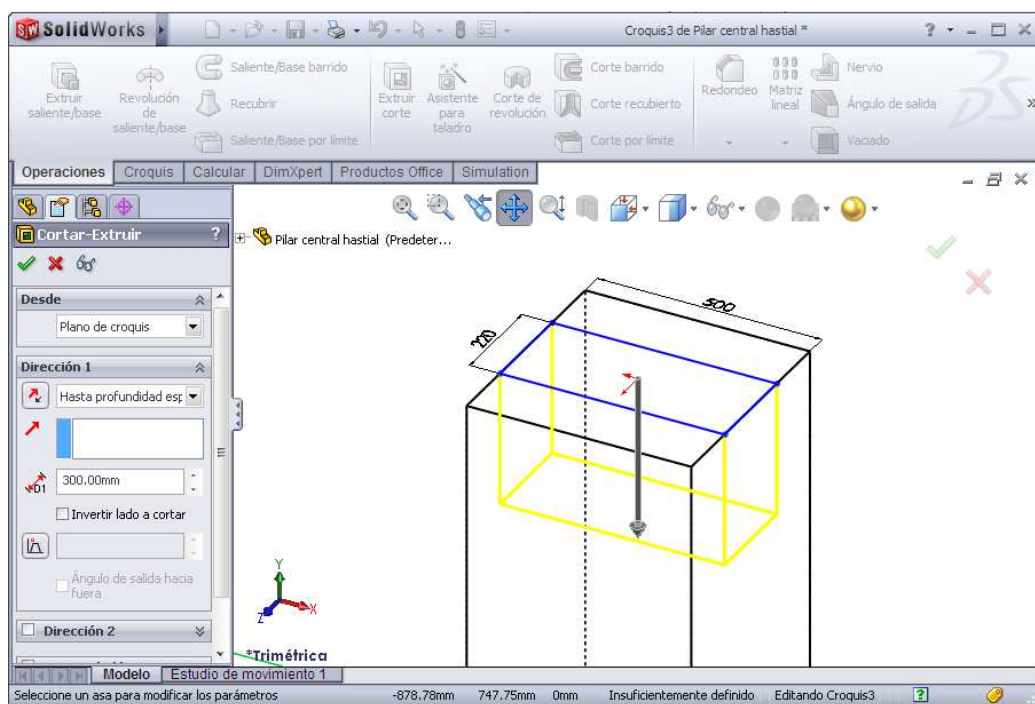 SolidWorks
Croquis3 de Pilar central hastial *
Extruir saliente/base
Revolución de saliente/base
Saliente/Base barrido
Recubrir
Saliente/Base por límite
Extruir corte
Asistente para taladro
Corte de revolución
Corte barrido
Corte recubierto
Corte por límite
Redondeo
Matriz lineal
Nervio
Ángulo de salida
Vaciado
»
Operaciones Croquis Calcular DimXpert Productos Office Simulation
Cortar-Extruir ?
Pilar central hastial (Predeter...
Desde
Plano de croquis
Dirección 1
Hasta profundidad esp
D1 300.00mm
Invertir lado a cortar
Ángulo de salida hacia fuera
Dirección 2
500
220
Y
X
Z
*Trimétrica
Modelo Estudio de movimiento 1
Seleccione un asa para modificar los parámetros -878.78mm 747.75mm 0mm Insuficientemente definido Editando Croquis3 ?